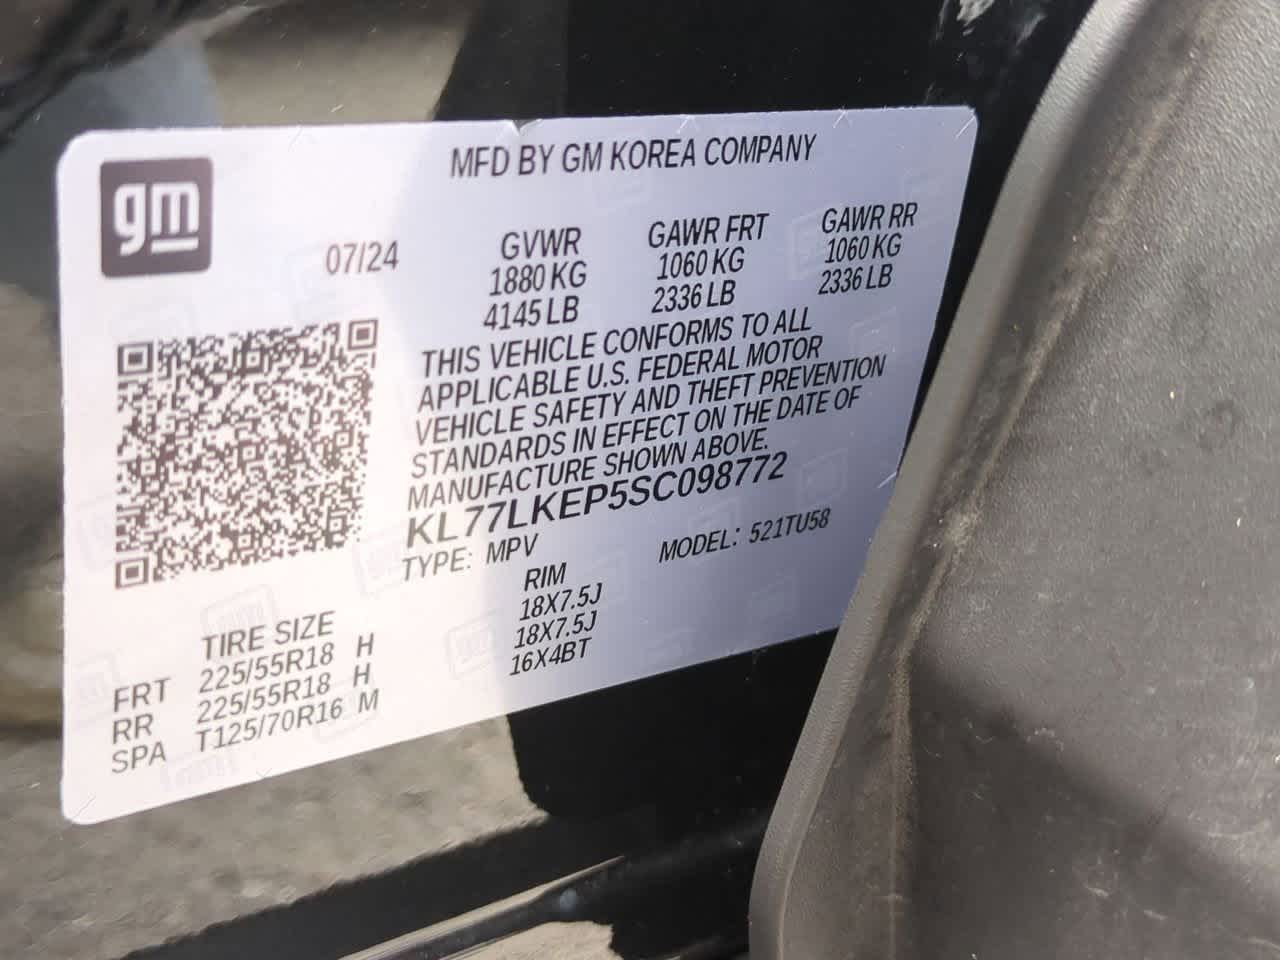 gm
MFD BY GM KOREA COMPANY
07/24
GVWR GAWR FRT GAWR RR
1880 KG 1060 KG 1060 KG
4145 LB 2336 LB 2336 LB
THIS VEHICLE CONFORMS TO ALL
APPLICABLE U.S. FEDERAL MOTOR
VEHICLE SAFETY AND THEFT PREVENTION
STANDARDS IN EFFECT ON THE DATE OF
MANUFACTURE SHOWN ABOVE.
KL77LKEP5SC098772
TYPE: MPV MODEL: 521TU58
TIRE SIZE RIM
FRT 225/55R18 H 18X7.5J
RR 225/55R18 H 18X7.5J
SPA T125/70R16 M 16X4BT